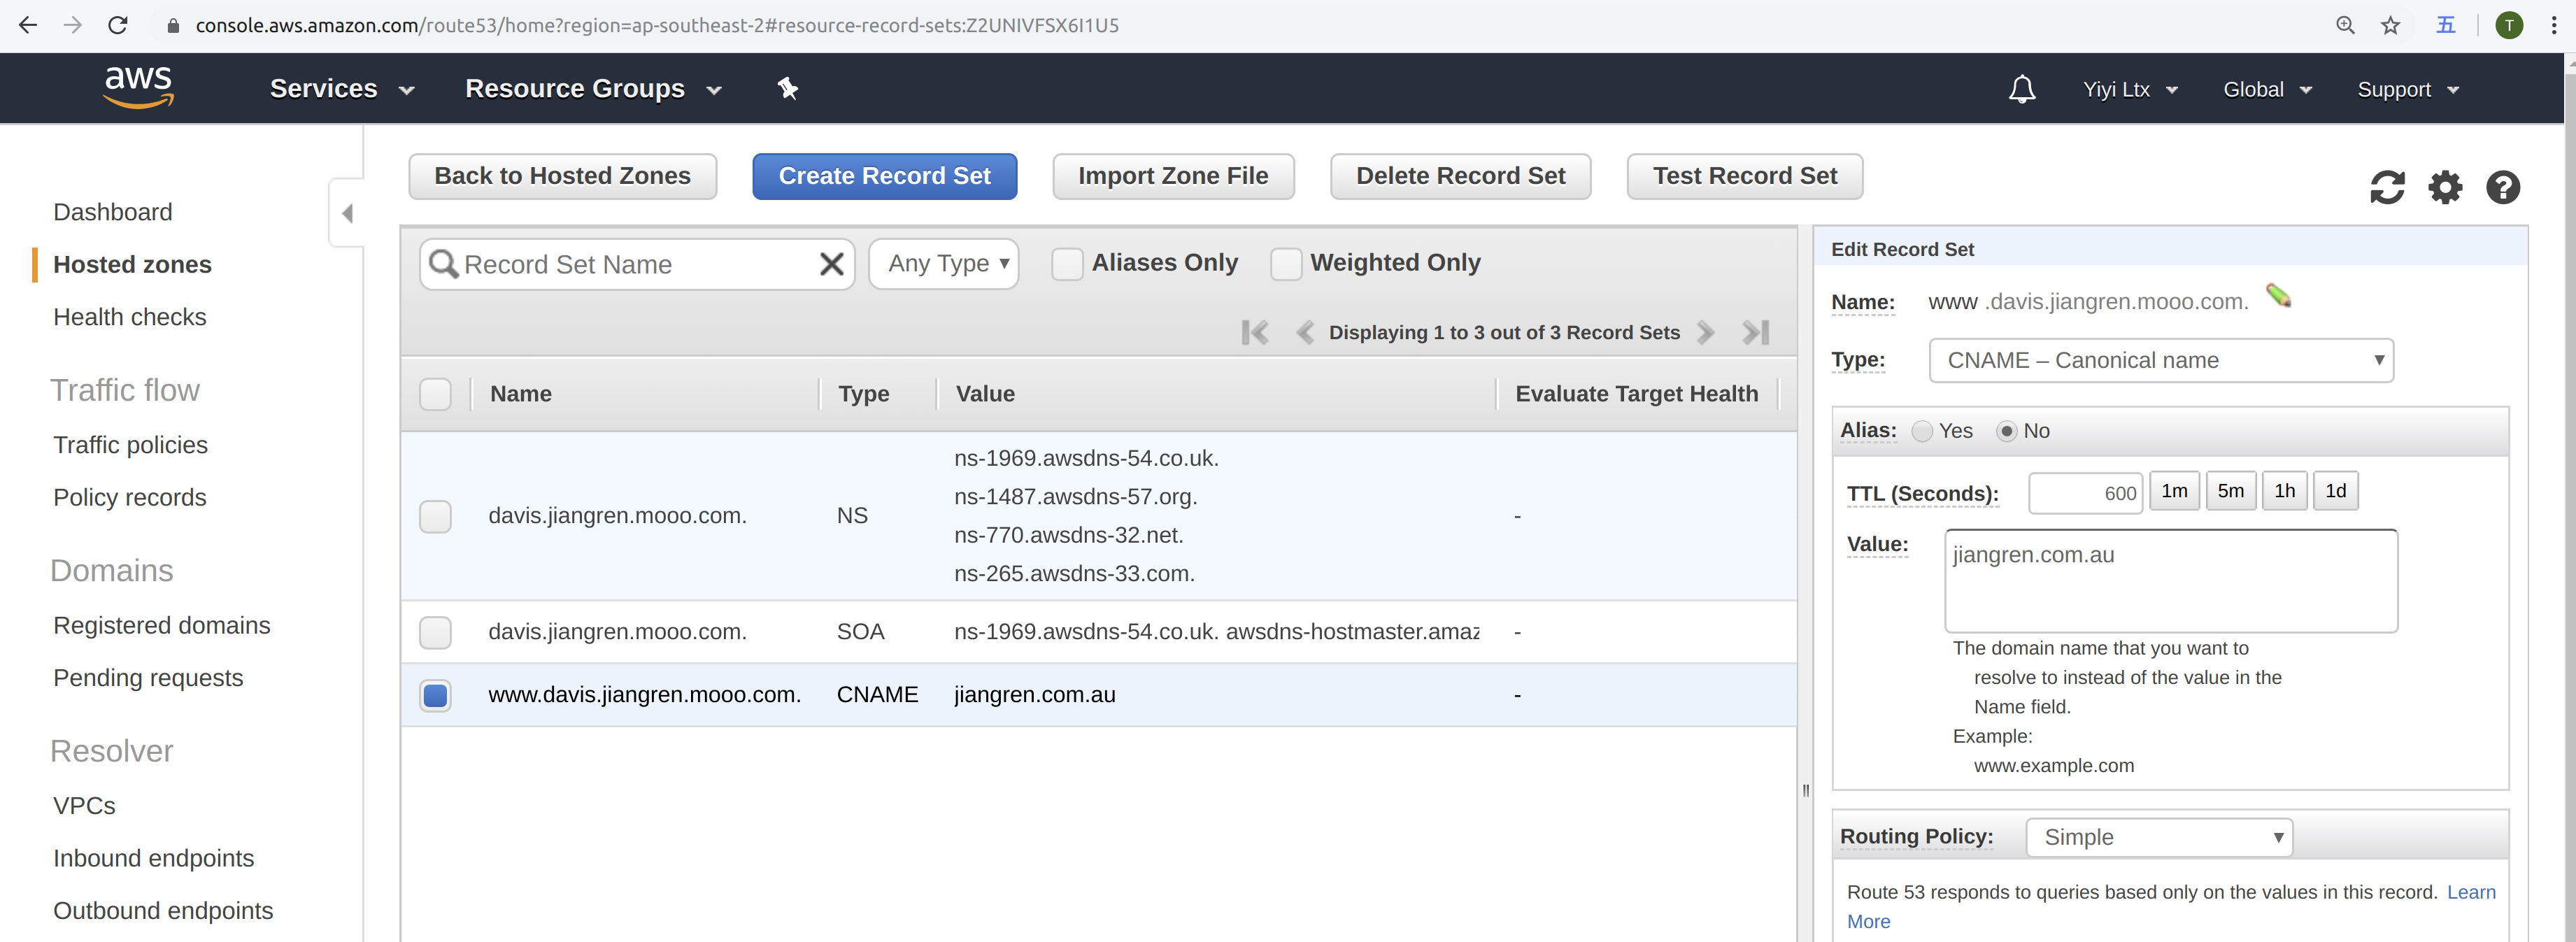 console.aws.amazon.com/route53/home?region=ap-southeast-2#resource-record-sets:Z2UNIVFSX6I1U5
五
T
aws
Services
Resource Groups
Yiyi Ltx
Global
Support
Dashboard
Hosted zones
Health checks
Traffic flow
Traffic policies
Policy records
Domains
Registered domains
Pending requests
Resolver
VPCs
Inbound endpoints
Outbound endpoints
Back to Hosted Zones
Create Record Set
Import Zone File
Delete Record Set
Test Record Set
Record Set Name
Any Type
Aliases Only
Weighted Only
Displaying 1 to 3 out of 3 Record Sets
Name Type Value Evaluate Target Health
davis.jiangren.mooo.com. NS
ns-1969.awsdns-54.co.uk.
ns-1487.awsdns-57.org.
ns-770.awsdns-32.net.
ns-265.awsdns-33.com.
-
davis.jiangren.mooo.com. SOA ns-1969.awsdns-54.co.uk. awsdns-hostmaster.amaz -
www.davis.jiangren.mooo.com. CNAME jiangren.com.au -
Edit Record Set
Name: www .davis.jiangren.mooo.com.
Type: CNAME – Canonical name
Alias: Yes No
TTL (Seconds): 600 1m 5m 1h 1d
Value: jiangren.com.au
The domain name that you want to
resolve to instead of the value in the
Name field.
Example:
www.example.com
Routing Policy: Simple
Route 53 responds to queries based only on the values in this record. Learn
More